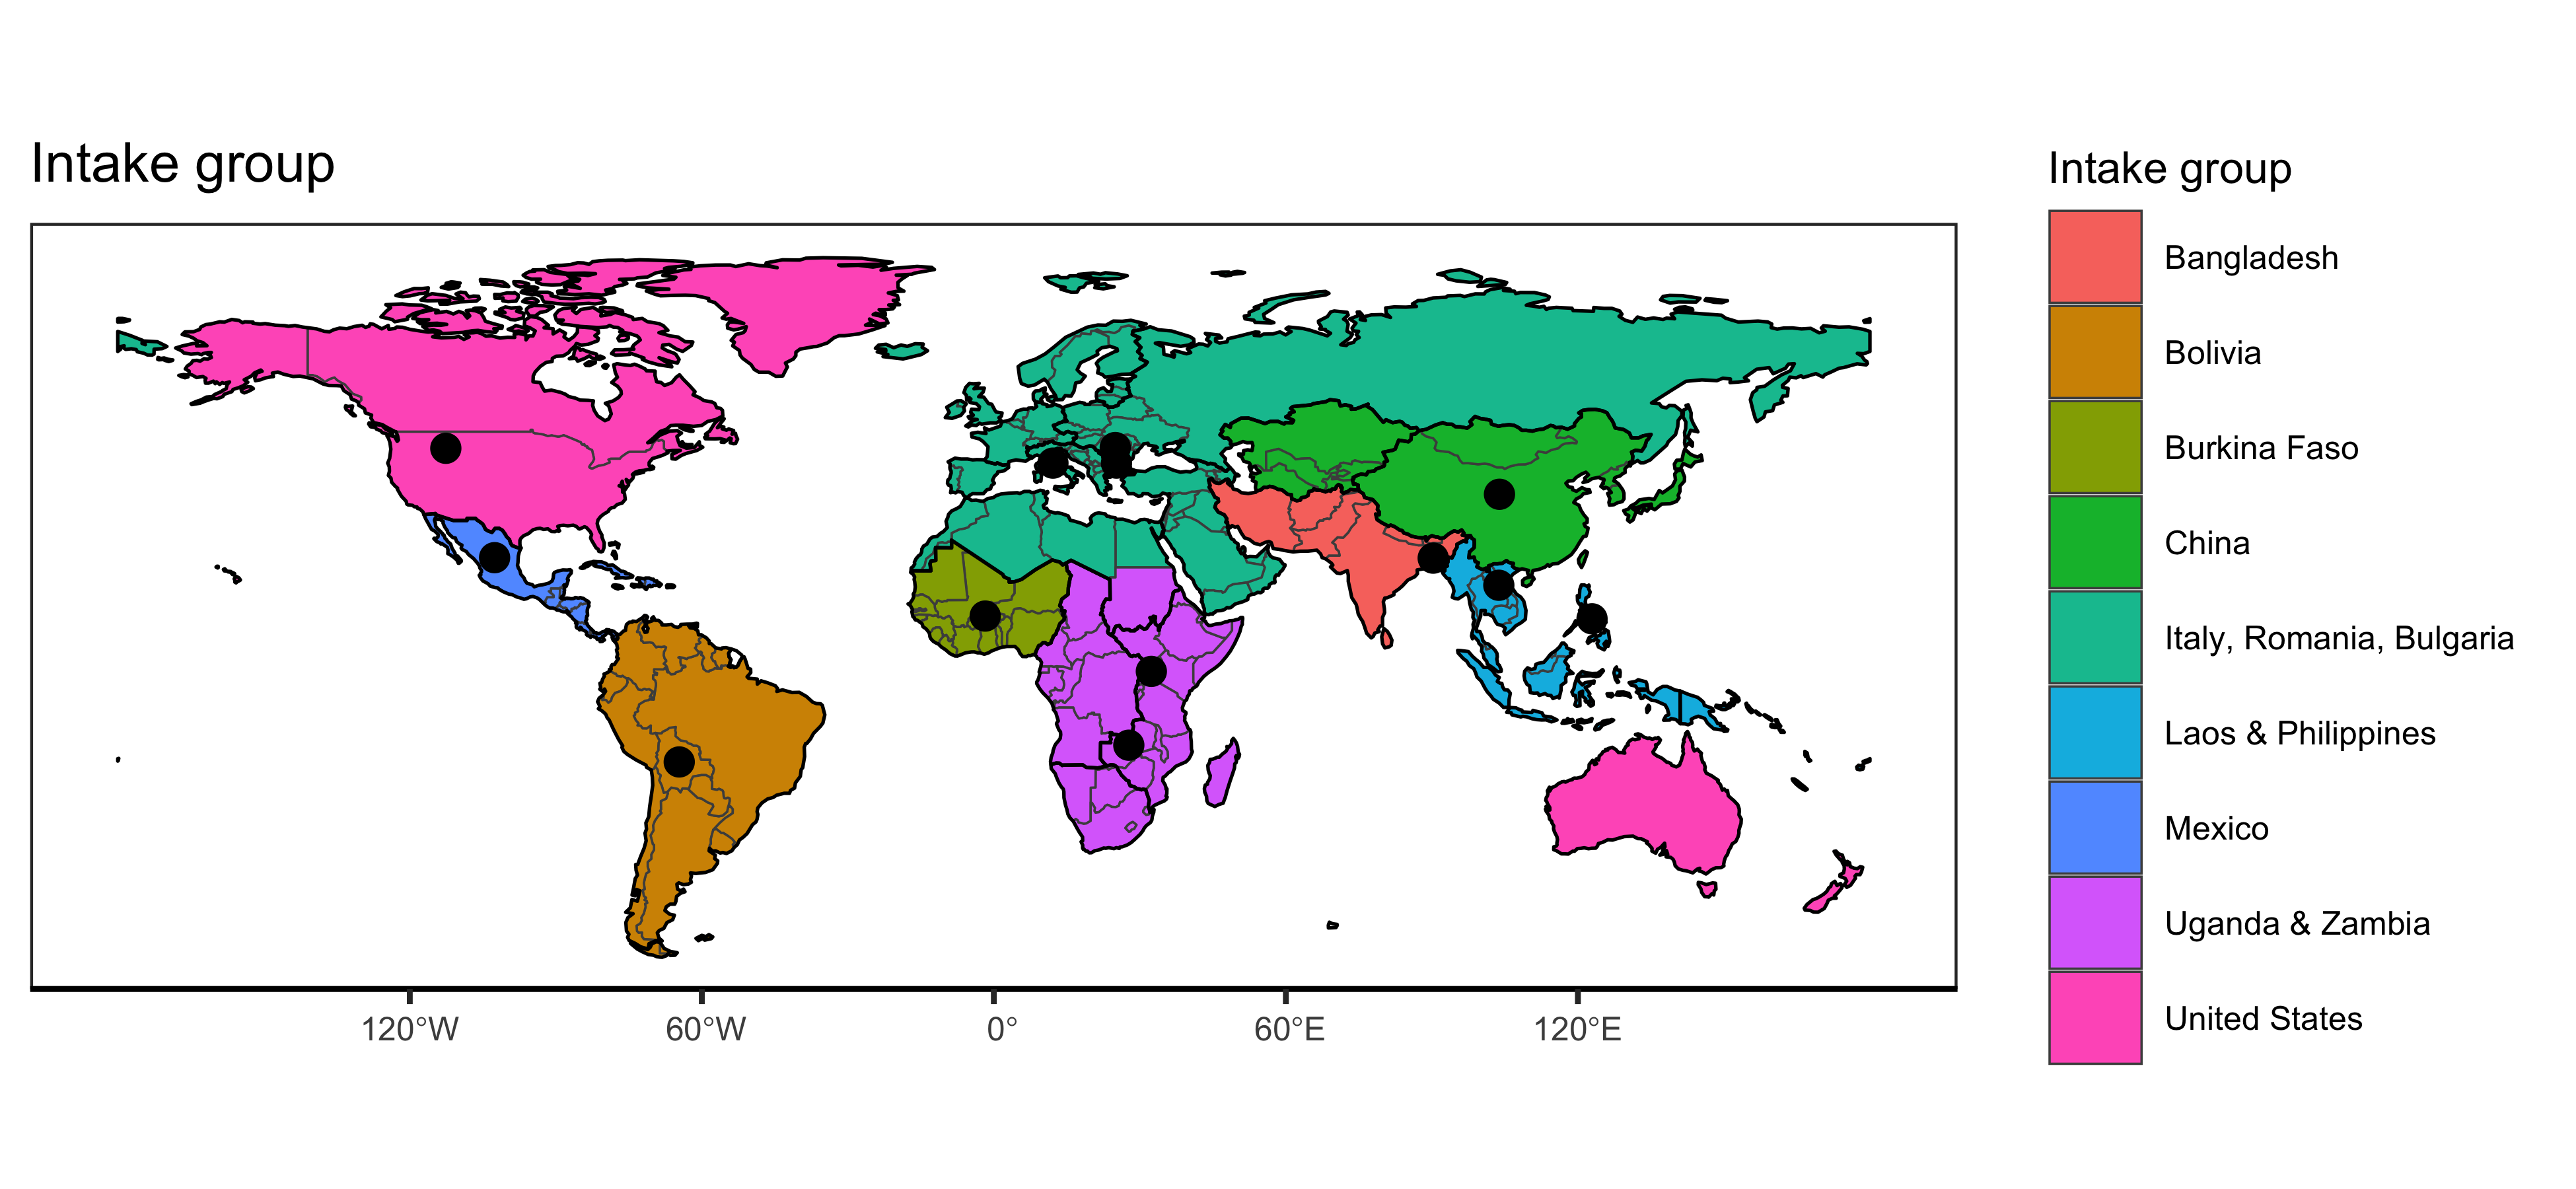 Intake group
120°W
60°W
0°
60°E
120°E
Intake group
Bangladesh
Bolivia
Burkina Faso
China
Italy, Romania, Bulgaria
Laos & Philippines
Mexico
Uganda & Zambia
United States